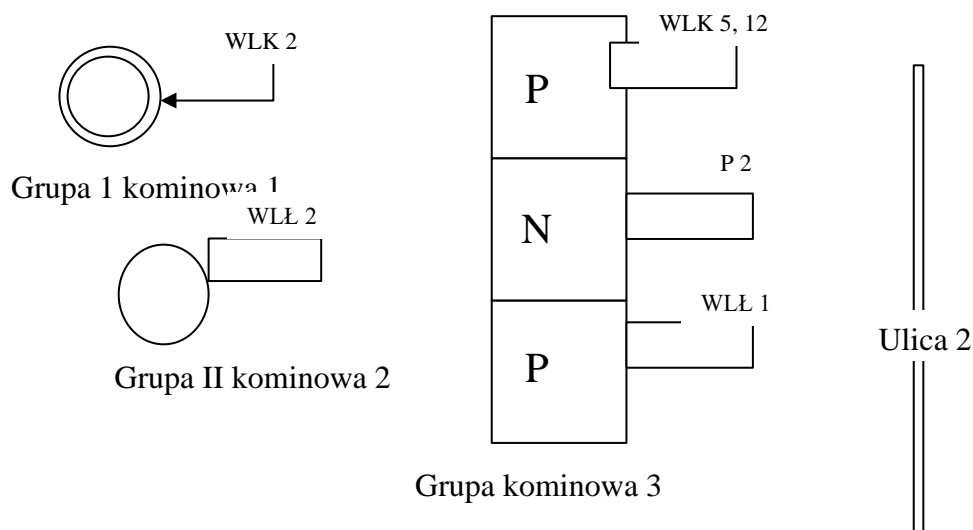 WLK 2
Grupa 1 kominowa 1
WLŁ 2
Grupa II kominowa 2
WLK 5, 12
P
P 2
N
WLŁ 1
P
Grupa kominowa 3
Ulica 2